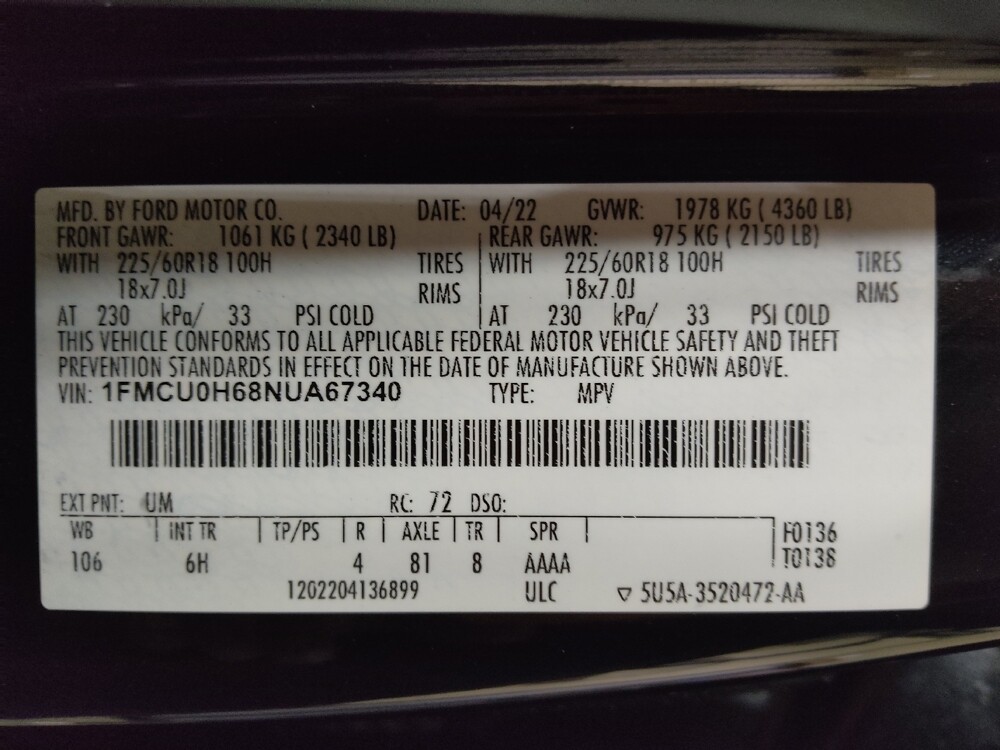 MFD. BY FORD MOTOR CO. DATE: 04/22 GVWR: 1978 KG ( 4360 LB)
FRONT GAWR: 1061 KG ( 2340 LB) REAR GAWR: 975 KG ( 2150 LB)
WITH 225/60R18 100H TIRES WITH 225/60R18 100H TIRES
18x7.0J RIMS 18x7.0J RIMS
AT 230 kPa/ 33 PSI COLD AT 230 kPa/ 33 PSI COLD
THIS VEHICLE CONFORMS TO ALL APPLICABLE FEDERAL MOTOR VEHICLE SAFETY AND THEFT
PREVENTION STANDARDS IN EFFECT ON THE DATE OF MANUFACTURE SHOWN ABOVE.
VIN: 1FMCU0H68NUA67340 TYPE: MPV
EXT PNT: UM RC: 72 DSO:
WB INT TR TP/PS R AXLE TR SPR F0136
106 6H 4 81 8 AAAA T0138
1202204136899 ULC ▽ 5U5A-3520472-AA